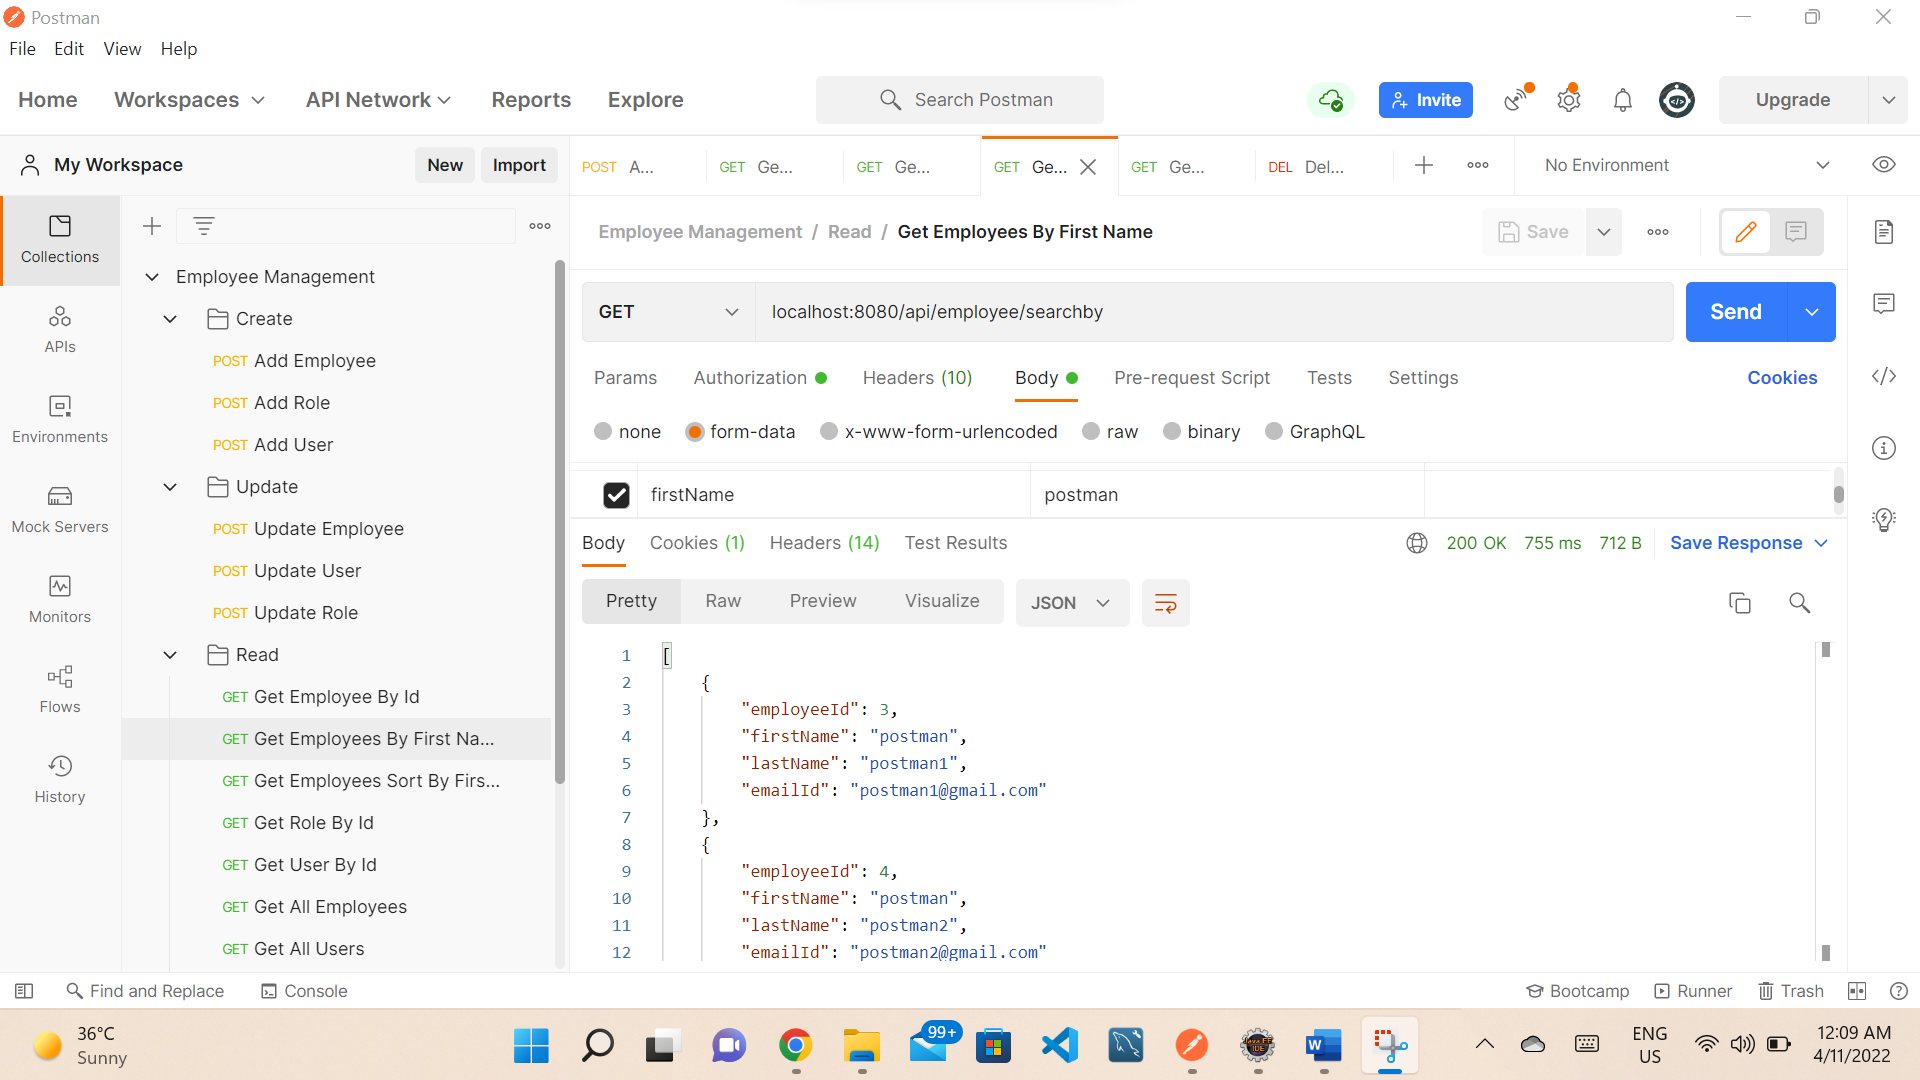 Postman
File Edit View Help
Home Workspaces API Network Reports Explore Search Postman Invite Upgrade
My Workspace New Import
POST A... GET Ge... GET Ge... GET Ge... GET Ge... DEL Del... No Environment
Collections
APIs
Environments
Mock Servers
Monitors
Flows
History
Employee Management
Create
POST Add Employee
POST Add Role
POST Add User
Update
POST Update Employee
POST Update User
POST Update Role
Read
GET Get Employee By Id
GET Get Employees By First Na...
GET Get Employees Sort By Firs...
GET Get Role By Id
GET Get User By Id
GET Get All Employees
GET Get All Users
Employee Management / Read / Get Employees By First Name Save
GET localhost:8080/api/employee/searchby Send
Params Authorization Headers (10) Body Pre-request Script Tests Settings Cookies
none form-data x-www-form-urlencoded raw binary GraphQL
firstName postman
Body Cookies (1) Headers (14) Test Results 200 OK 755 ms 712 B Save Response
Pretty Raw Preview Visualize JSON
1 [
2 {
3 "employeeId": 3,
4 "firstName": "postman",
5 "lastName": "postman1",
6 "emailId": "postman1@gmail.com"
7 },
8 {
9 "employeeId": 4,
10 "firstName": "postman",
11 "lastName": "postman2",
12 "emailId": "postman2@gmail.com"
Find and Replace Console Bootcamp Runner Trash
36°C
Sunny
99+
Java EE
IDE
W
ENG
US
12:09 AM
4/11/2022